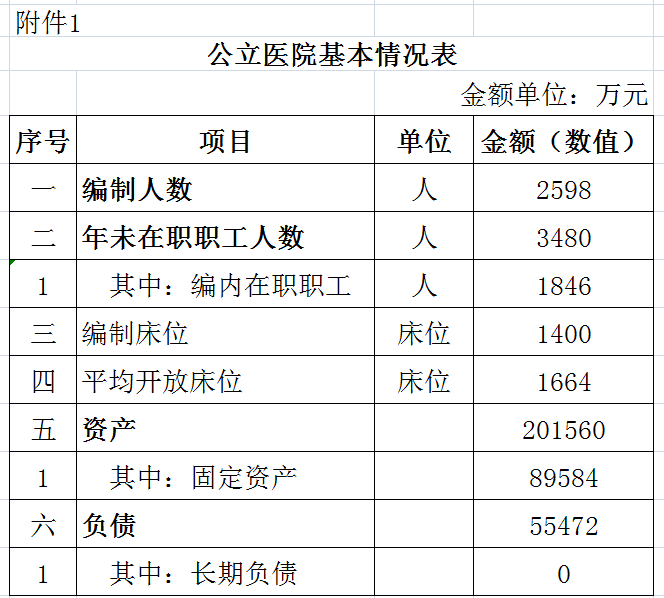 附件1
公立医院基本情况表
金额单位：万元
序号 项目 单位 金额（数值）
一 编制人数 人 2598
二 年未在职职工人数 人 3480
1 其中：编内在职职工 人 1846
三 编制床位 床位 1400
四 平均开放床位 床位 1664
五 资产 201560
1 其中：固定资产 89584
六 负债 55472
1 其中：长期负债 0